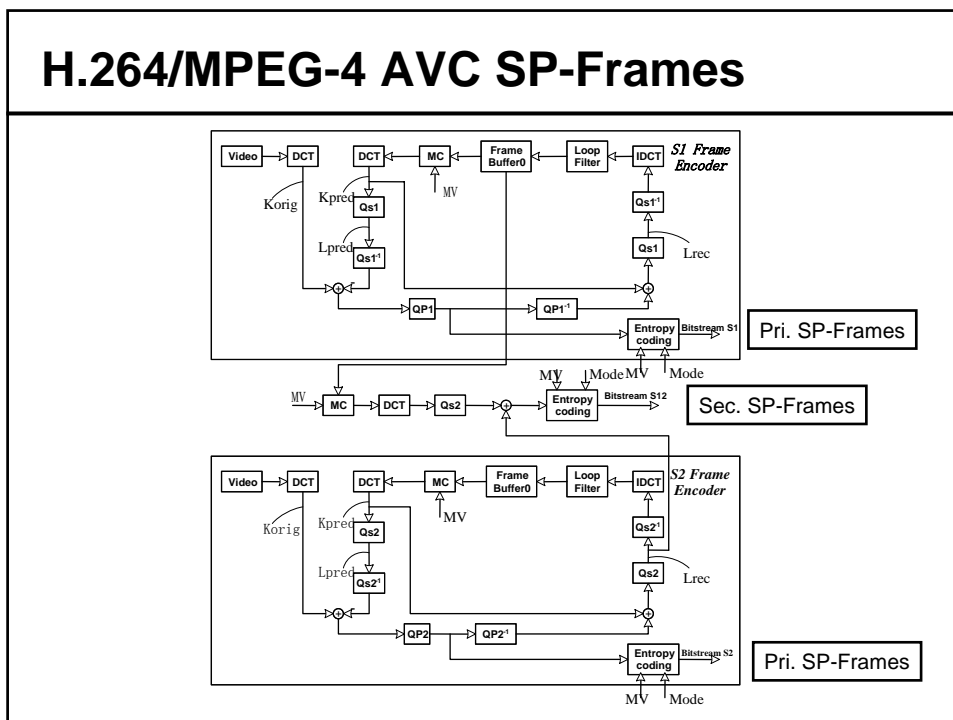 H.264/MPEG-4 AVC SP-Frames
Video
DCT
DCT
MC
Frame
Buffer0
Loop
Filter
IDCT
S1 Frame
Encoder
Korig
Kpred
MV
Qs1
Qs1⁻¹
Lpred
Qs1⁻¹
Qs1
Lrec
QP1
QP1⁻¹
Entropy
coding
Bitstream S1
Pri. SP-Frames
MV
Mode
MV
Mode
MV
MC
DCT
Qs2
Entropy
coding
Bitstream S12
Sec. SP-Frames
Video
DCT
DCT
MC
Frame
Buffer0
Loop
Filter
IDCT
S2 Frame
Encoder
Korig
Kpred
MV
Qs2
Qs2⁻¹
Lpred
Qs2⁻¹
Qs2
Lrec
QP2
QP2⁻¹
Entropy
coding
Bitstream S2
Pri. SP-Frames
MV
Mode